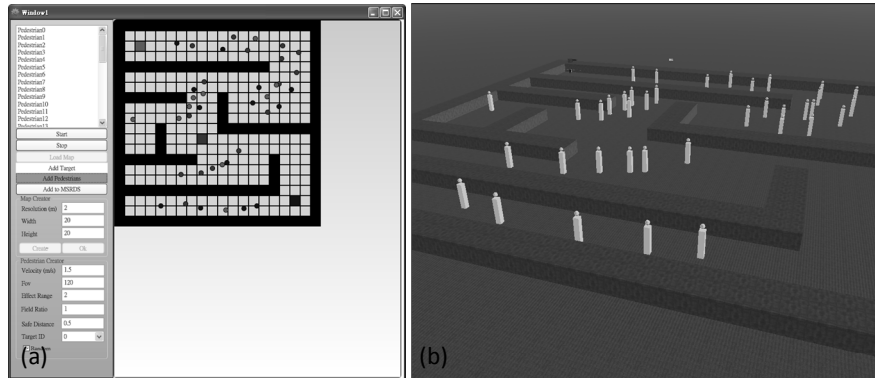 Window1
Pedestrian0
Pedestrian1
Pedestrian2
Pedestrian3
Pedestrian4
Pedestrian5
Pedestrian6
Pedestrian7
Pedestrian8
Pedestrian9
Pedestrian10
Pedestrian11
Pedestrian12
Pedestrian13
Start
Stop
Load Map
Add Target
Add Pedestrians
Add to MSRDS
Map Creator
Resolution (m) 2
Width 20
Height 20
Create Ok
Pedestrian Creator
Velocity (m/s) 1.5
Fov 120
Effect Range 2
Field Ratio 1
Safe Distance 0.5
Target ID 0
(a)
(b)